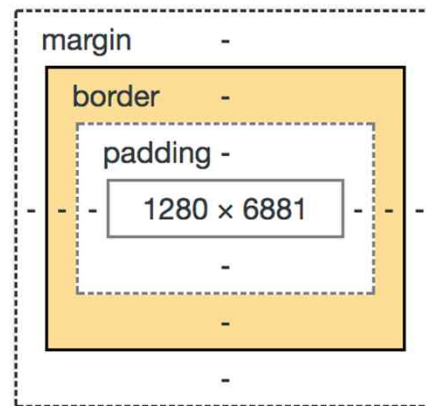 margin -
border -
padding -
- - - 1280 × 6881 - - -
-
-
-